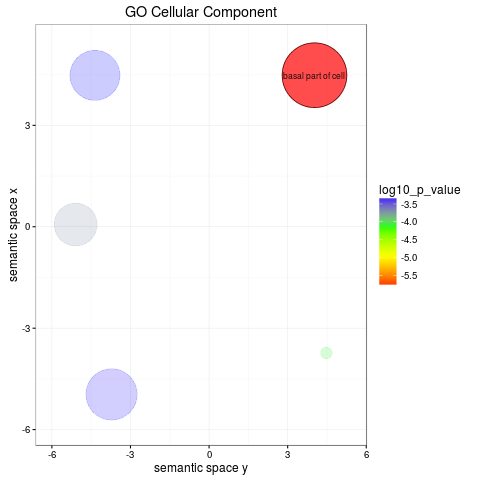 GO Cellular Component
basal part of cell
3
0
-3
-6
-6
-3
0
3
6
semantic space x
semantic space y
log10_p_value
-3.5
-4.0
-4.5
-5.0
-5.5